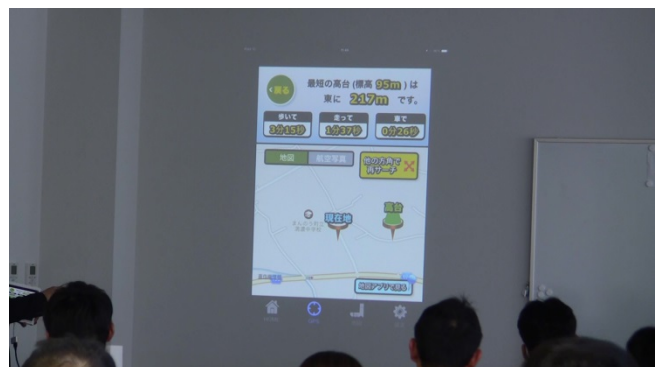 戻る
最短の高台 (標高 95m ) は
東に 217m です。
歩いて
3分15秒
走って
1分37秒
車で
0分26秒
地図
航空写真
他の方角で
再サーチ
高台
現在地
地図アプリで見る